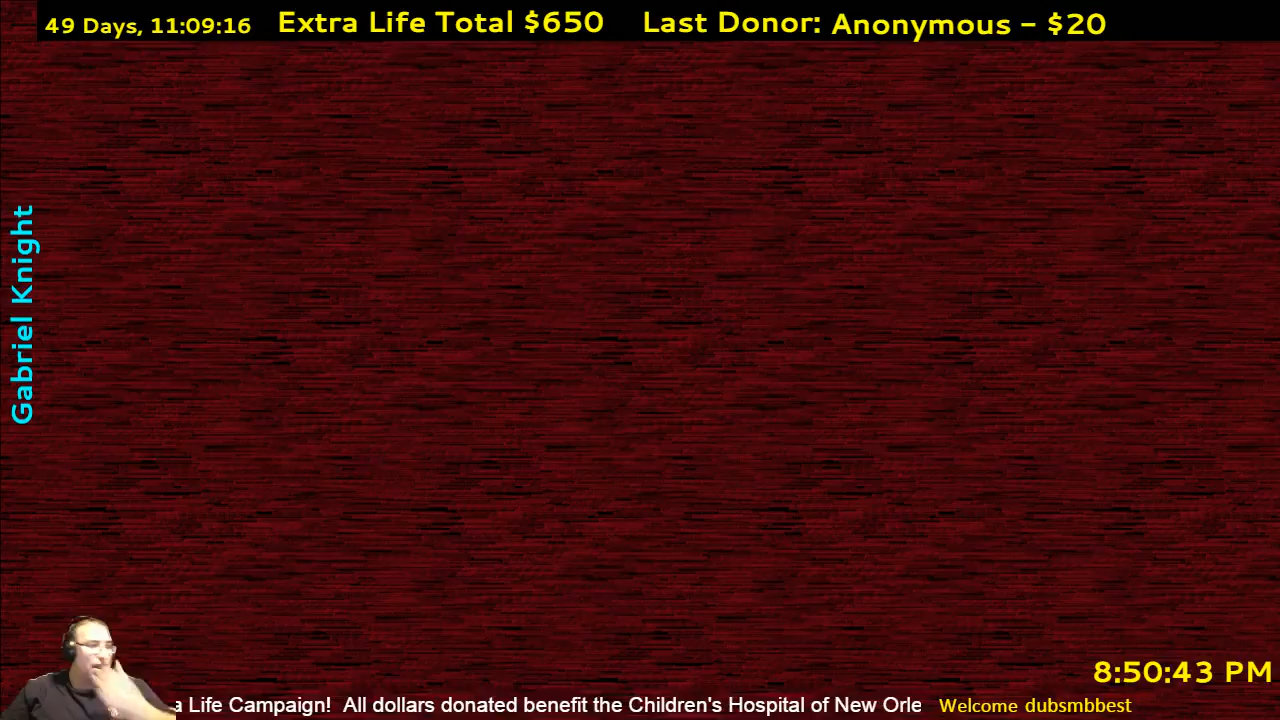 49 Days, 11:09:16 Extra Life Total $650 Last Donor: Anonymous - $20
Gabriel Knight
8:50:43 PM
a Life Campaign! All dollars donated benefit the Children's Hospital of New Orle Welcome dubsmbbest